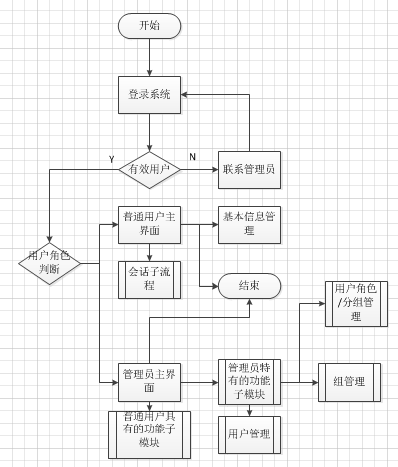 开始
登录系统
Y
有效用户
N
联系管理员
普通用户主
界面
基本信息管
理
用户角色
判断
会话子流
程
结束
用户角色
/分组管
理
管理员主界
面
管理员特
有的功能
子模块
组管理
普通用户具
有的功能子
模块
用户管理